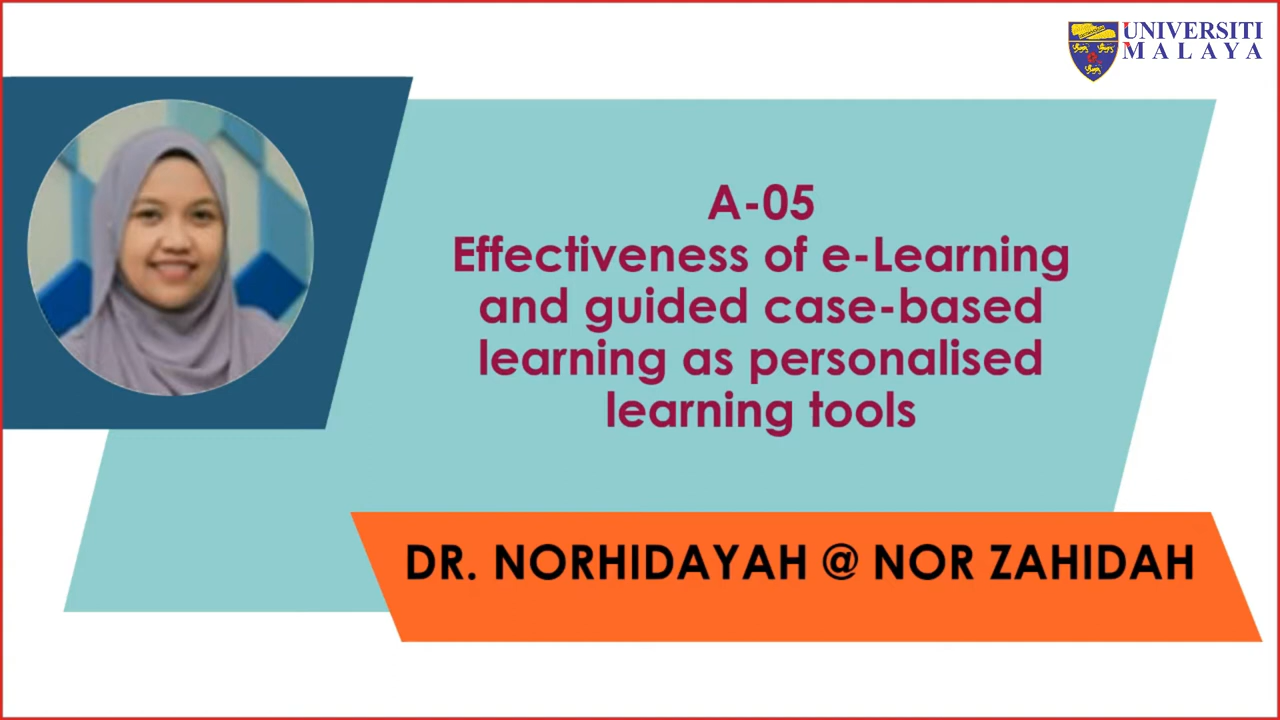 UNIVERSITI
MALAYA
A-05
Effectiveness of e-Learning
and guided case-based
learning as personalised
learning tools
DR. NORHIDAYAH @ NOR ZAHIDAH